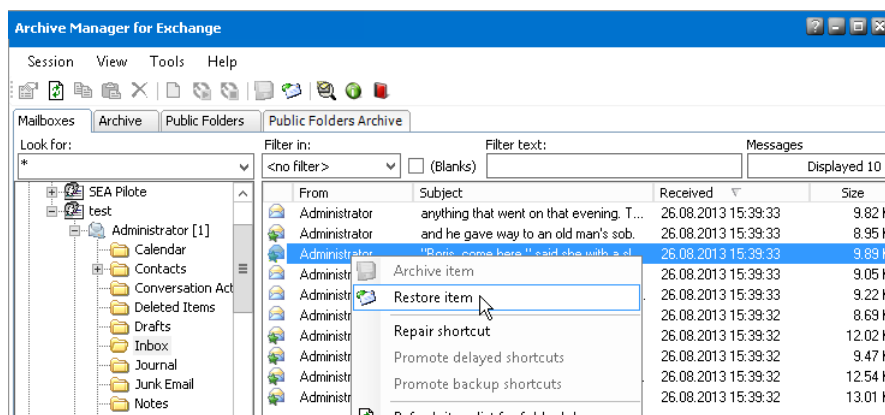 Archive Manager for Exchange
Session View Tools Help
Mailboxes Archive Public Folders Public Folders Archive
Look for: Filter in: Filter text: Messages
* <no filter> (Blanks) Displayed 10
From Subject Received Size
SEA Pilote
test
Administrator [1]
Calendar
Contacts
Conversation Act
Deleted Items
Drafts
Inbox
Journal
Junk Email
Notes
Administrator anything that went on that evening. T... 26.08.2013 15:39:33 9.82
Administrator and he gave way to an old man's sob. 26.08.2013 15:39:33 8.95
Administrator "Boris, come here," said she with a sl 26.08.2013 15:39:33 9.89
Administr 26.08.2013 15:39:33 9.05
Administr 26.08.2013 15:39:33 9.22
Administr 26.08.2013 15:39:32 8.69
Administr 26.08.2013 15:39:32 12.02
Administr 26.08.2013 15:39:32 9.47
Administr 26.08.2013 15:39:32 12.54
Administr 26.08.2013 15:39:32 13.01
Archive item
Restore item
Repair shortcut
Promote delayed shortcuts
Promote backup shortcuts